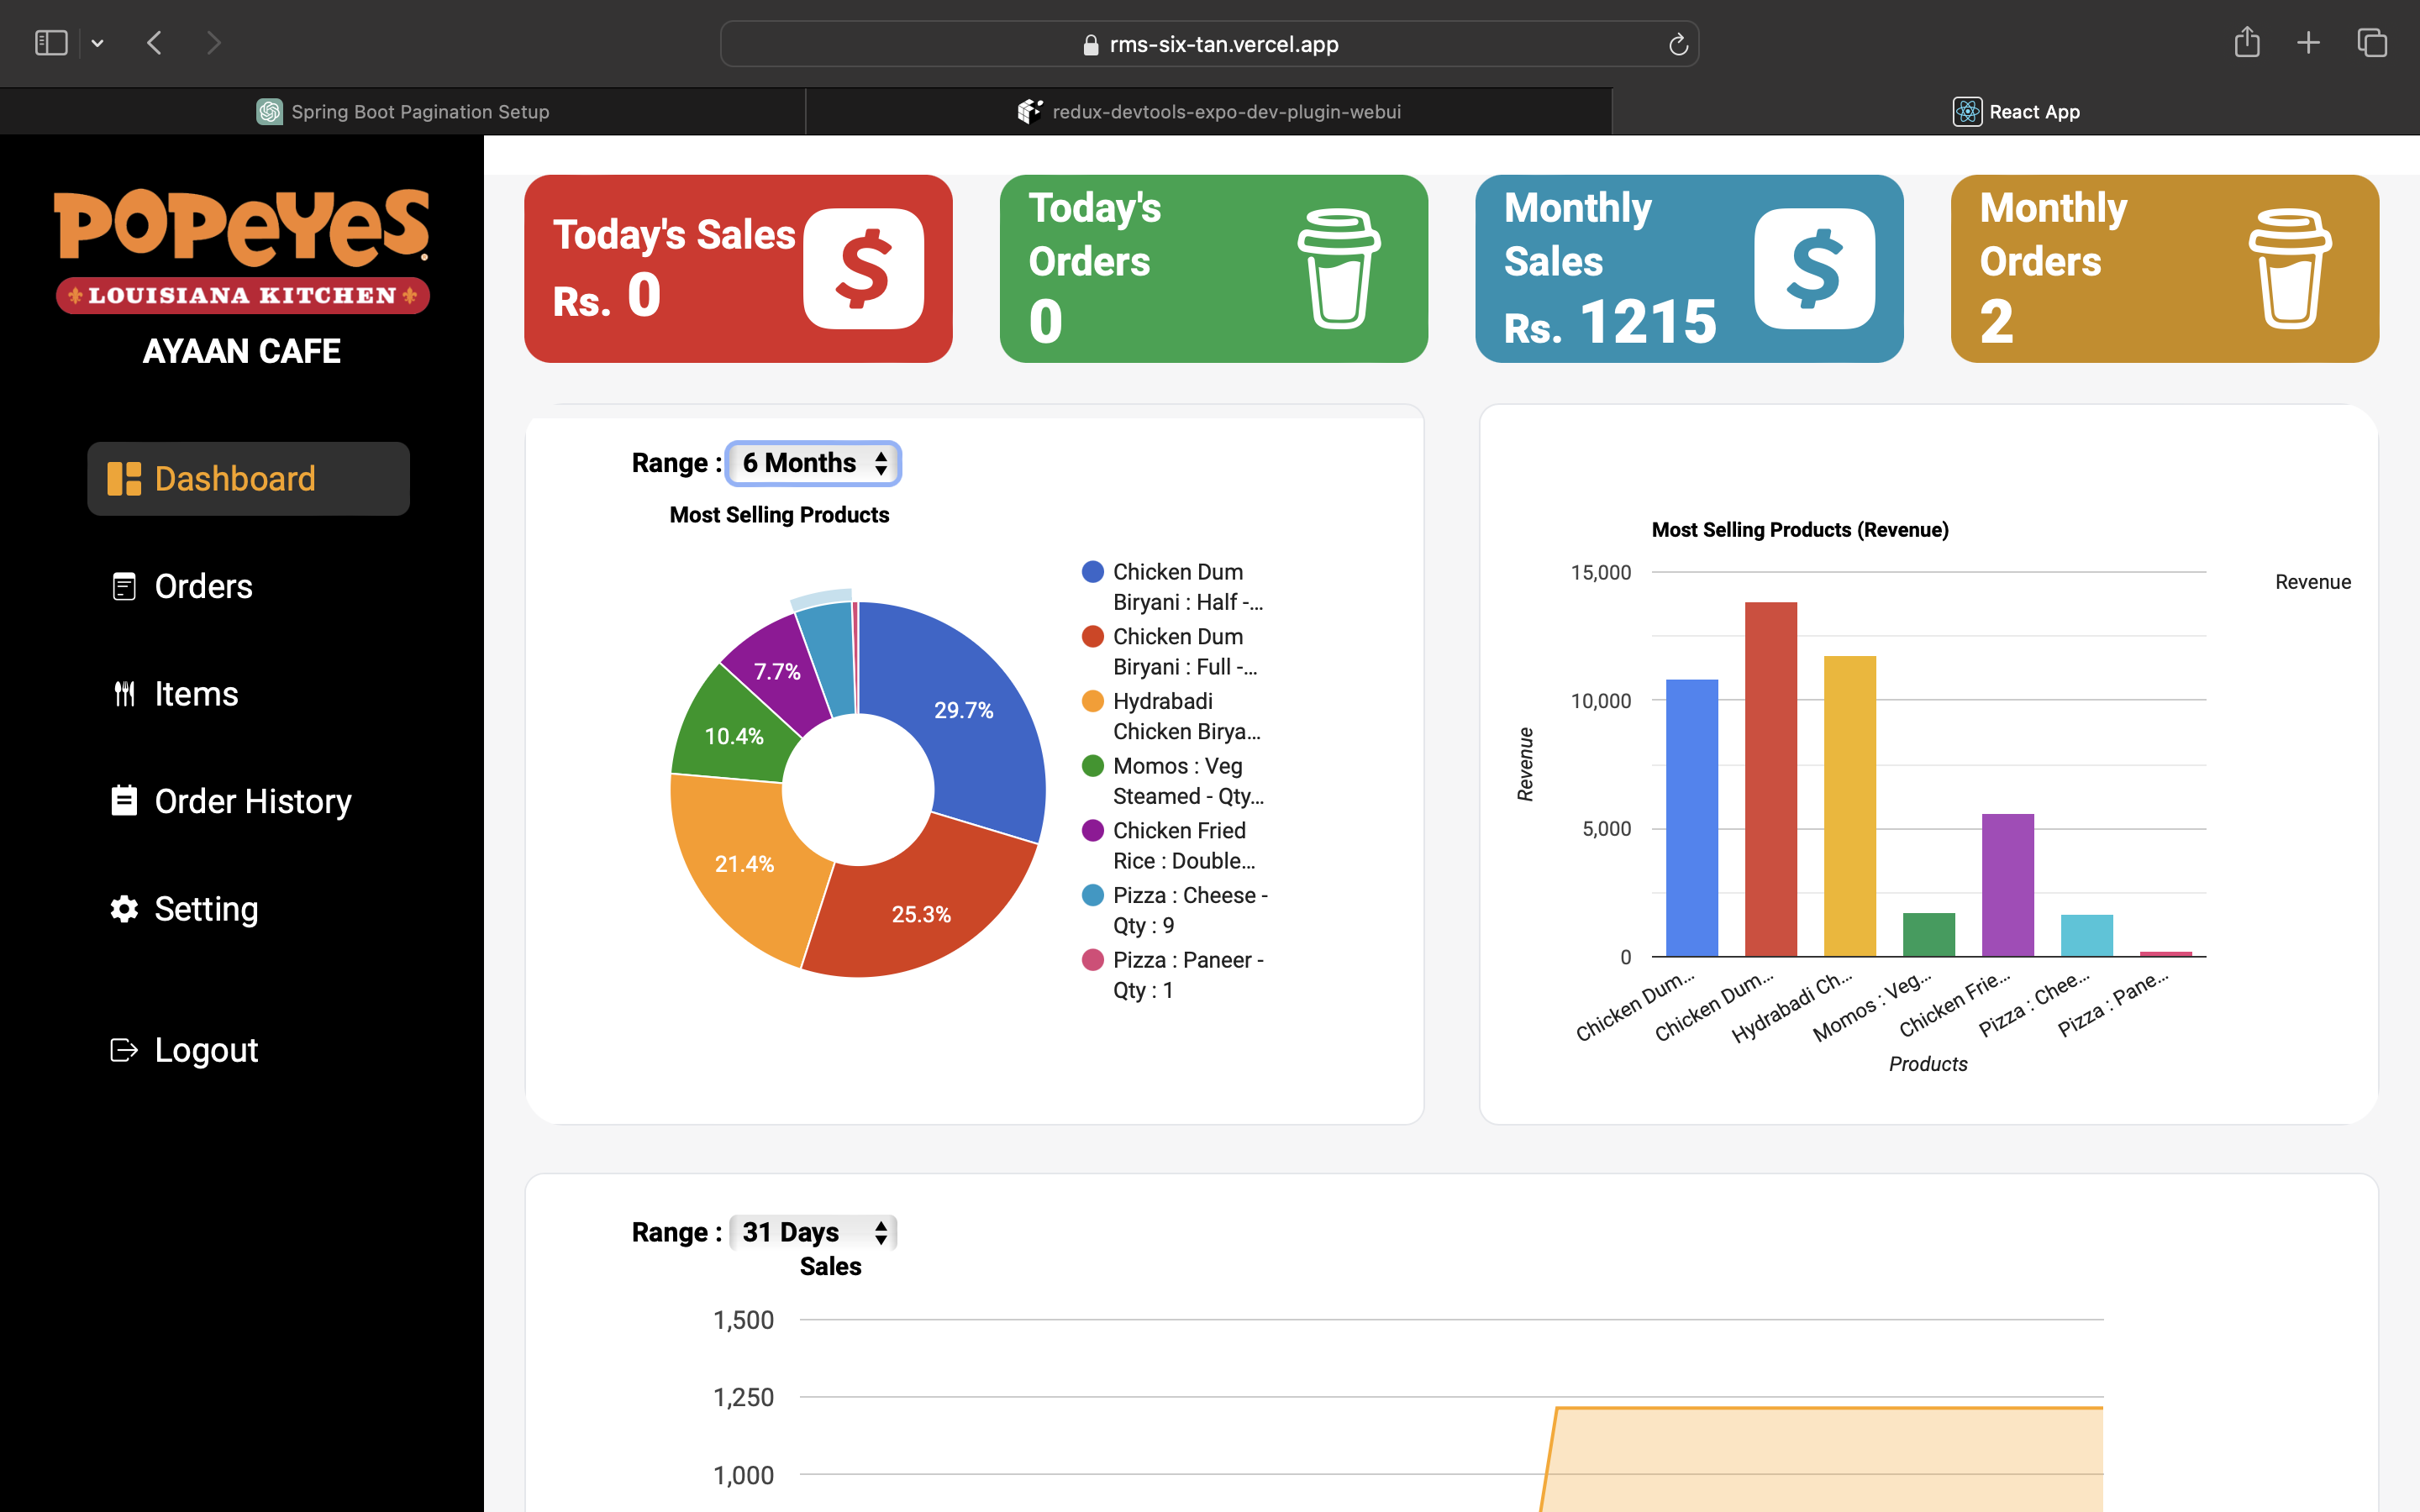 rms-six-tan.vercel.app
Spring Boot Pagination Setup
redux-devtools-expo-dev-plugin-webui
React App
POPEYES
LOUISIANA KITCHEN
AYAAN CAFE
Dashboard
Orders
Items
Order History
Setting
Logout
Today's Sales
Rs. 0
Today's
Orders
0
Monthly
Sales
Rs. 1215
Monthly
Orders
2
Range : 6 Months
Most Selling Products
29.7%
25.3%
21.4%
10.4%
7.7%
Chicken Dum
Biryani : Half -...
Chicken Dum
Biryani : Full -...
Hydrabadi
Chicken Birya...
Momos : Veg
Steamed - Qty...
Chicken Fried
Rice : Double...
Pizza : Cheese -
Qty : 9
Pizza : Paneer -
Qty : 1
Most Selling Products (Revenue)
Revenue
15,000
10,000
5,000
0
Revenue
Chicken Dum...
Chicken Dum...
Hydrabadi Ch...
Momos : Veg...
Chicken Frie...
Pizza : Chee...
Pizza : Pane...
Products
Range : 31 Days
Sales
1,500
1,250
1,000